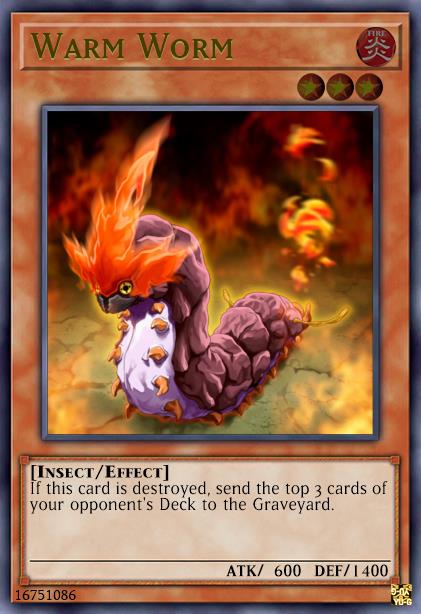 Warm Worm
FIRE
炎
[Insect/Effect]
If this card is destroyed, send the top 3 cards of
your opponent's Deck to the Graveyard.
ATK/ 600 DEF/1400
16751086